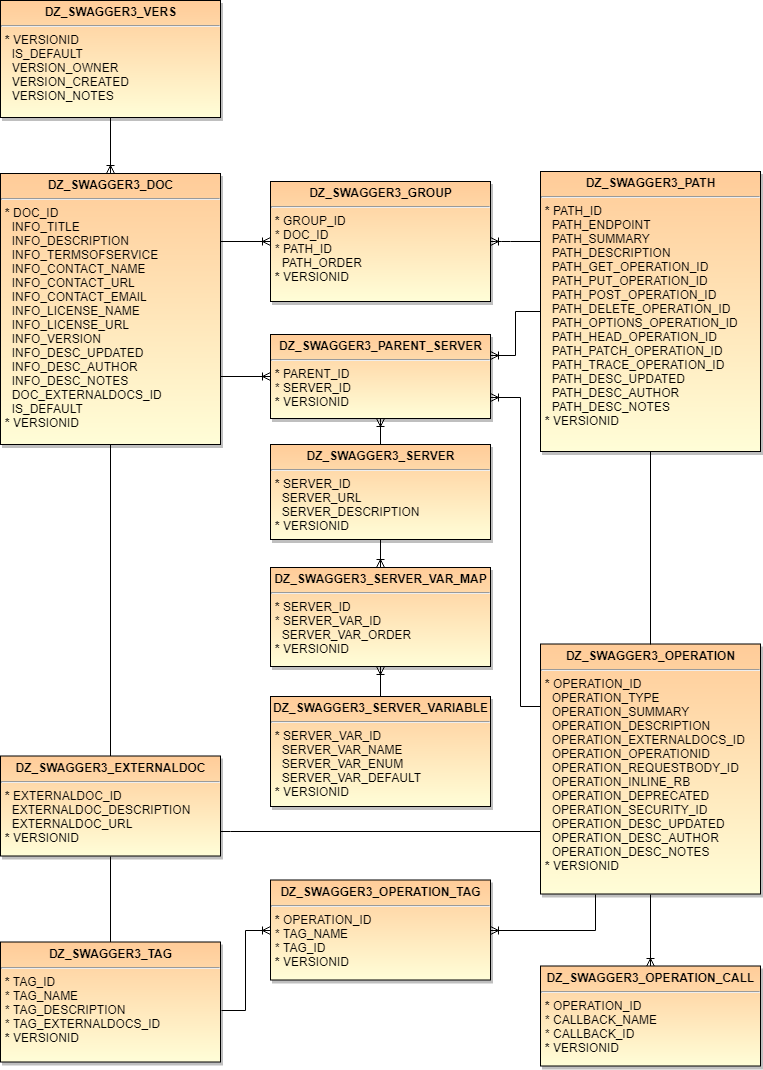 DZ_SWAGGER3_VERS
* VERSIONID
IS_DEFAULT
VERSION_OWNER
VERSION_CREATED
VERSION_NOTES
DZ_SWAGGER3_DOC
* DOC_ID
INFO_TITLE
INFO_DESCRIPTION
INFO_TERMSOFSERVICE
INFO_CONTACT_NAME
INFO_CONTACT_URL
INFO_CONTACT_EMAIL
INFO_LICENSE_NAME
INFO_LICENSE_URL
INFO_VERSION
INFO_DESC_UPDATED
INFO_DESC_AUTHOR
INFO_DESC_NOTES
DOC_EXTERNALDOCS_ID
IS_DEFAULT
* VERSIONID
DZ_SWAGGER3_GROUP
* GROUP_ID
* DOC_ID
* PATH_ID
PATH_ORDER
* VERSIONID
DZ_SWAGGER3_PATH
* PATH_ID
PATH_ENDPOINT
PATH_SUMMARY
PATH_DESCRIPTION
PATH_GET_OPERATION_ID
PATH_PUT_OPERATION_ID
PATH_POST_OPERATION_ID
PATH_DELETE_OPERATION_ID
PATH_OPTIONS_OPERATION_ID
PATH_HEAD_OPERATION_ID
PATH_PATCH_OPERATION_ID
PATH_TRACE_OPERATION_ID
PATH_DESC_UPDATED
PATH_DESC_AUTHOR
PATH_DESC_NOTES
* VERSIONID
DZ_SWAGGER3_PARENT_SERVER
* PARENT_ID
* SERVER_ID
* VERSIONID
DZ_SWAGGER3_SERVER
* SERVER_ID
SERVER_URL
SERVER_DESCRIPTION
* VERSIONID
DZ_SWAGGER3_SERVER_VAR_MAP
* SERVER_ID
* SERVER_VAR_ID
SERVER_VAR_ORDER
* VERSIONID
DZ_SWAGGER3_SERVER_VARIABLE
* SERVER_VAR_ID
SERVER_VAR_NAME
SERVER_VAR_ENUM
SERVER_VAR_DEFAULT
* VERSIONID
DZ_SWAGGER3_OPERATION
* OPERATION_ID
OPERATION_TYPE
OPERATION_SUMMARY
OPERATION_DESCRIPTION
OPERATION_EXTERNALDOCS_ID
OPERATION_OPERATIONID
OPERATION_REQUESTBODY_ID
OPERATION_INLINE_RB
OPERATION_DEPRECATED
OPERATION_SECURITY_ID
OPERATION_DESC_UPDATED
OPERATION_DESC_AUTHOR
OPERATION_DESC_NOTES
* VERSIONID
DZ_SWAGGER3_EXTERNALDOC
* EXTERNALDOC_ID
EXTERNALDOC_DESCRIPTION
EXTERNALDOC_URL
* VERSIONID
DZ_SWAGGER3_OPERATION_TAG
* OPERATION_ID
* TAG_NAME
* TAG_ID
* VERSIONID
DZ_SWAGGER3_TAG
* TAG_ID
* TAG_NAME
* TAG_DESCRIPTION
* TAG_EXTERNALDOCS_ID
* VERSIONID
DZ_SWAGGER3_OPERATION_CALL
* OPERATION_ID
* CALLBACK_NAME
* CALLBACK_ID
* VERSIONID